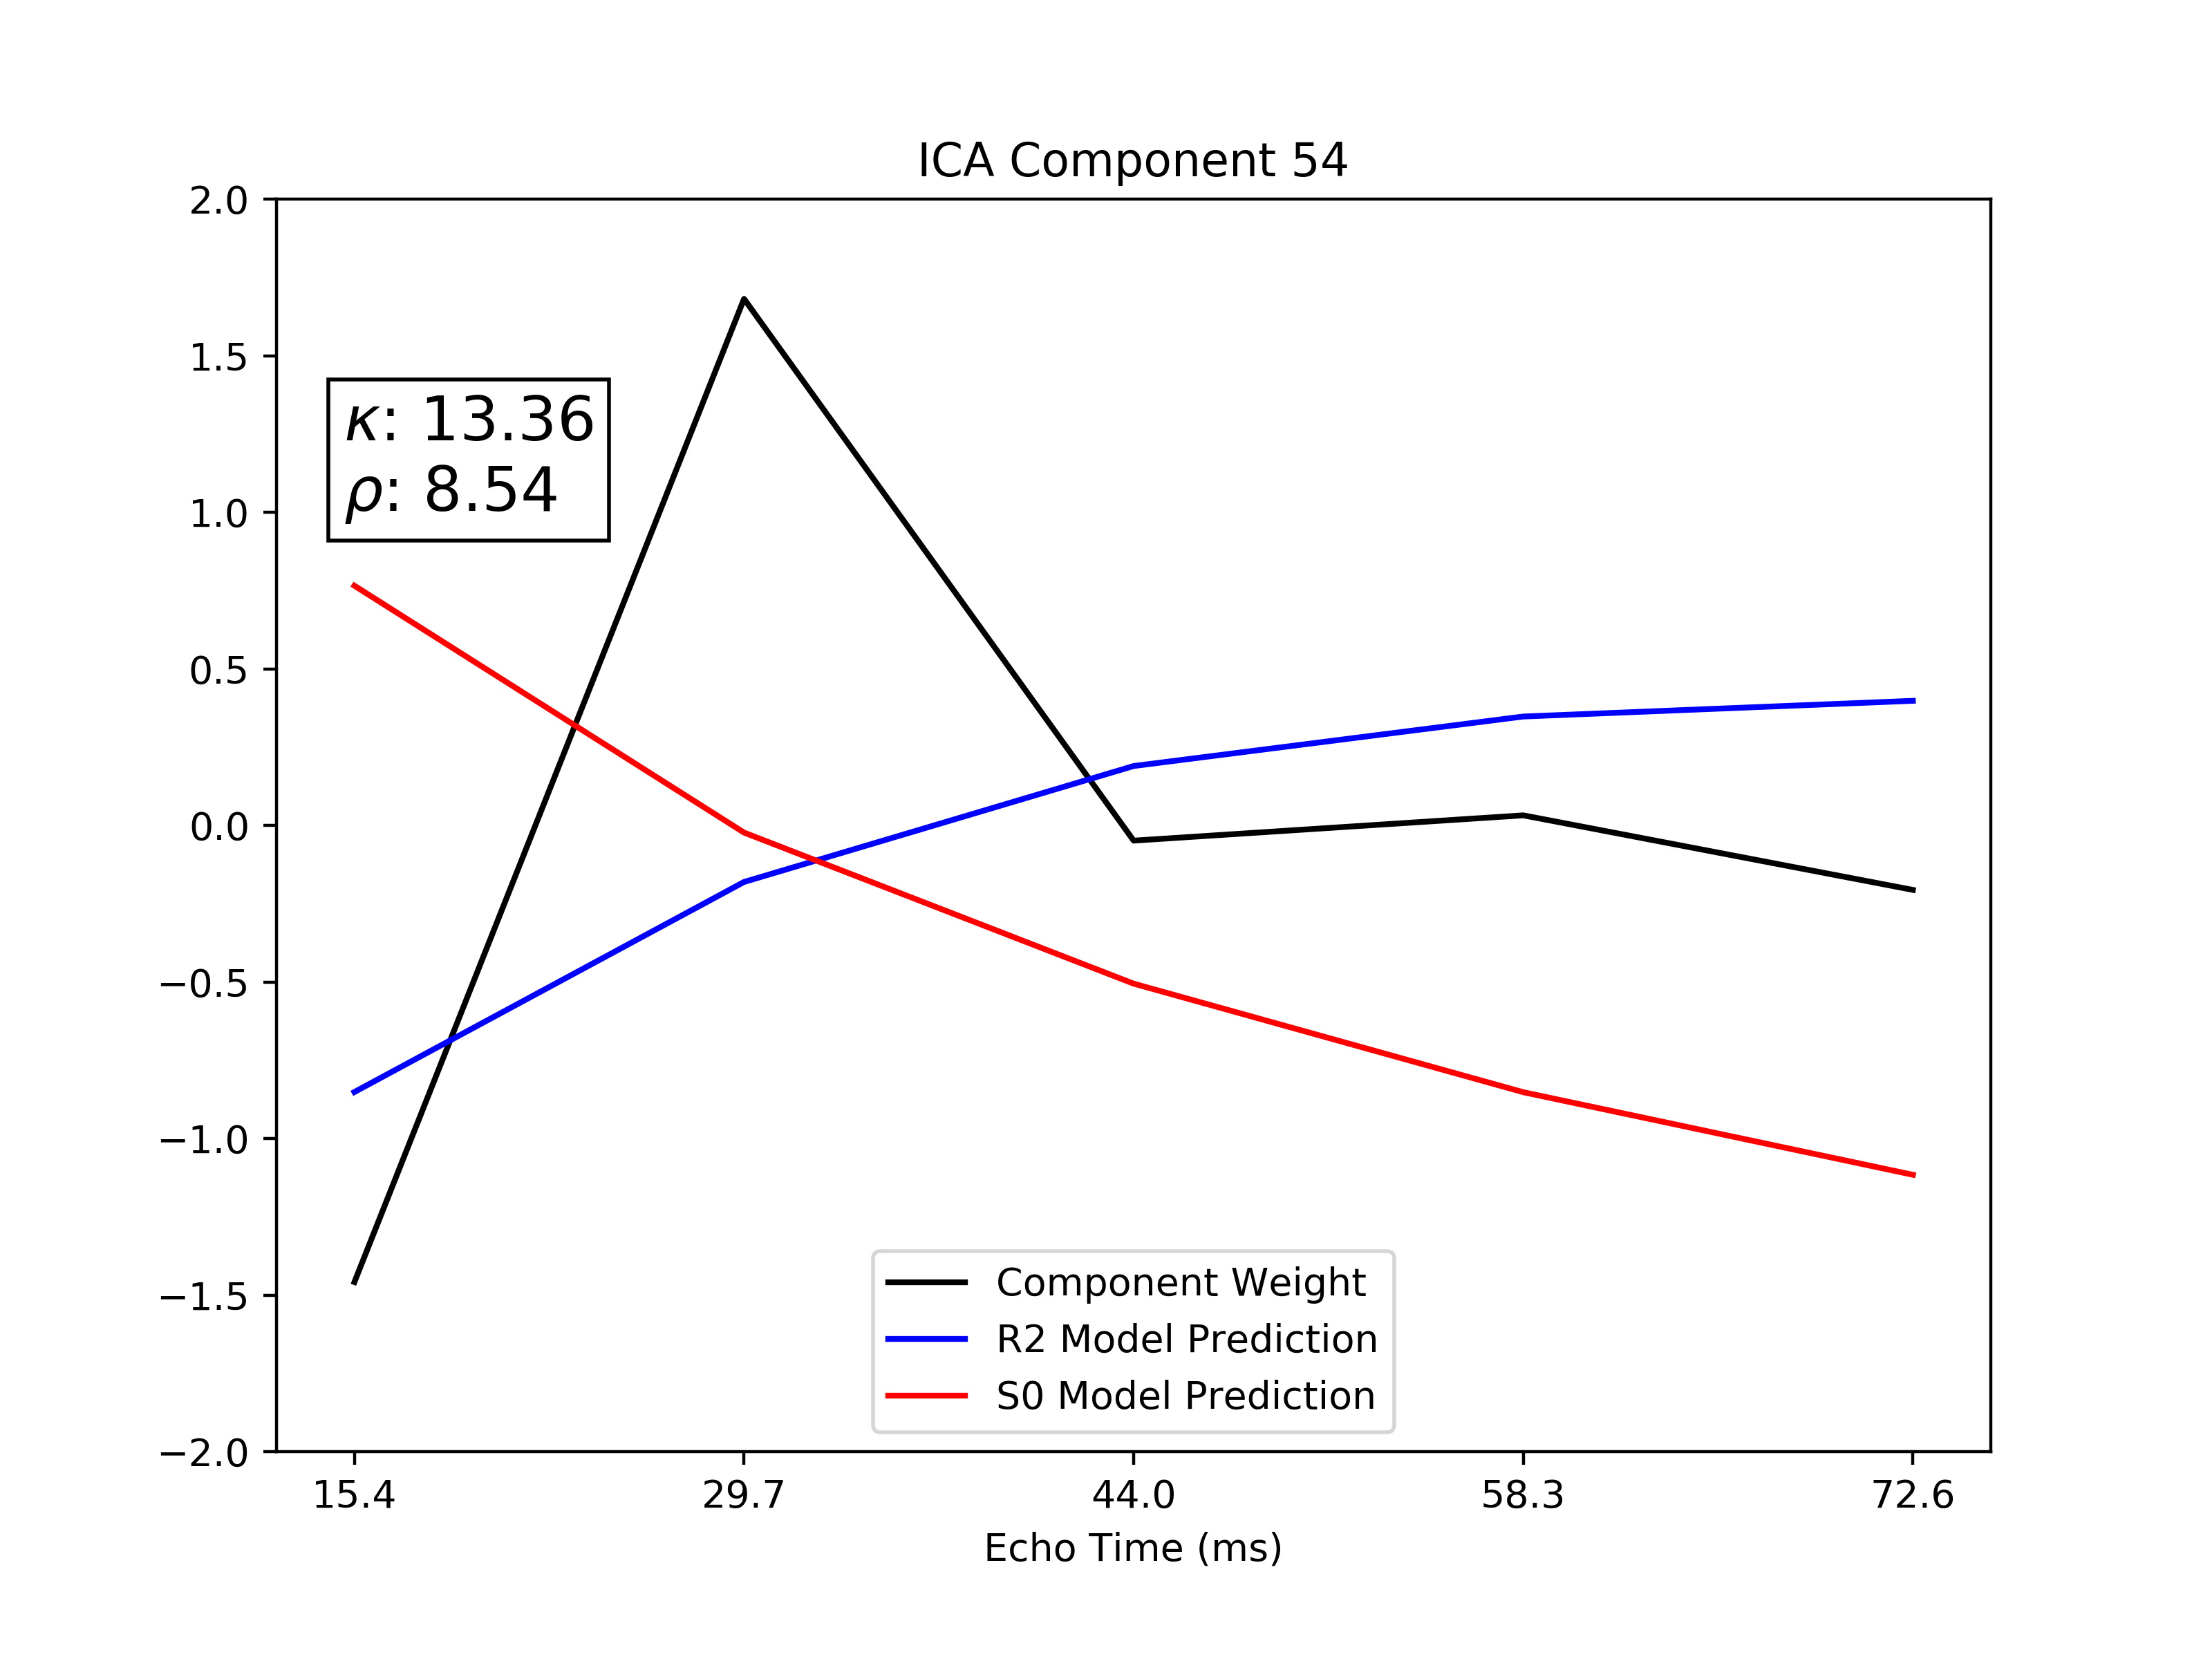 ICA Component 54
2.0
1.5
1.0
0.5
0.0
−0.5
−1.0
−1.5
−2.0
κ: 13.36
ρ: 8.54
Component Weight
R2 Model Prediction
S0 Model Prediction
15.4 29.7 44.0 58.3 72.6
Echo Time (ms)